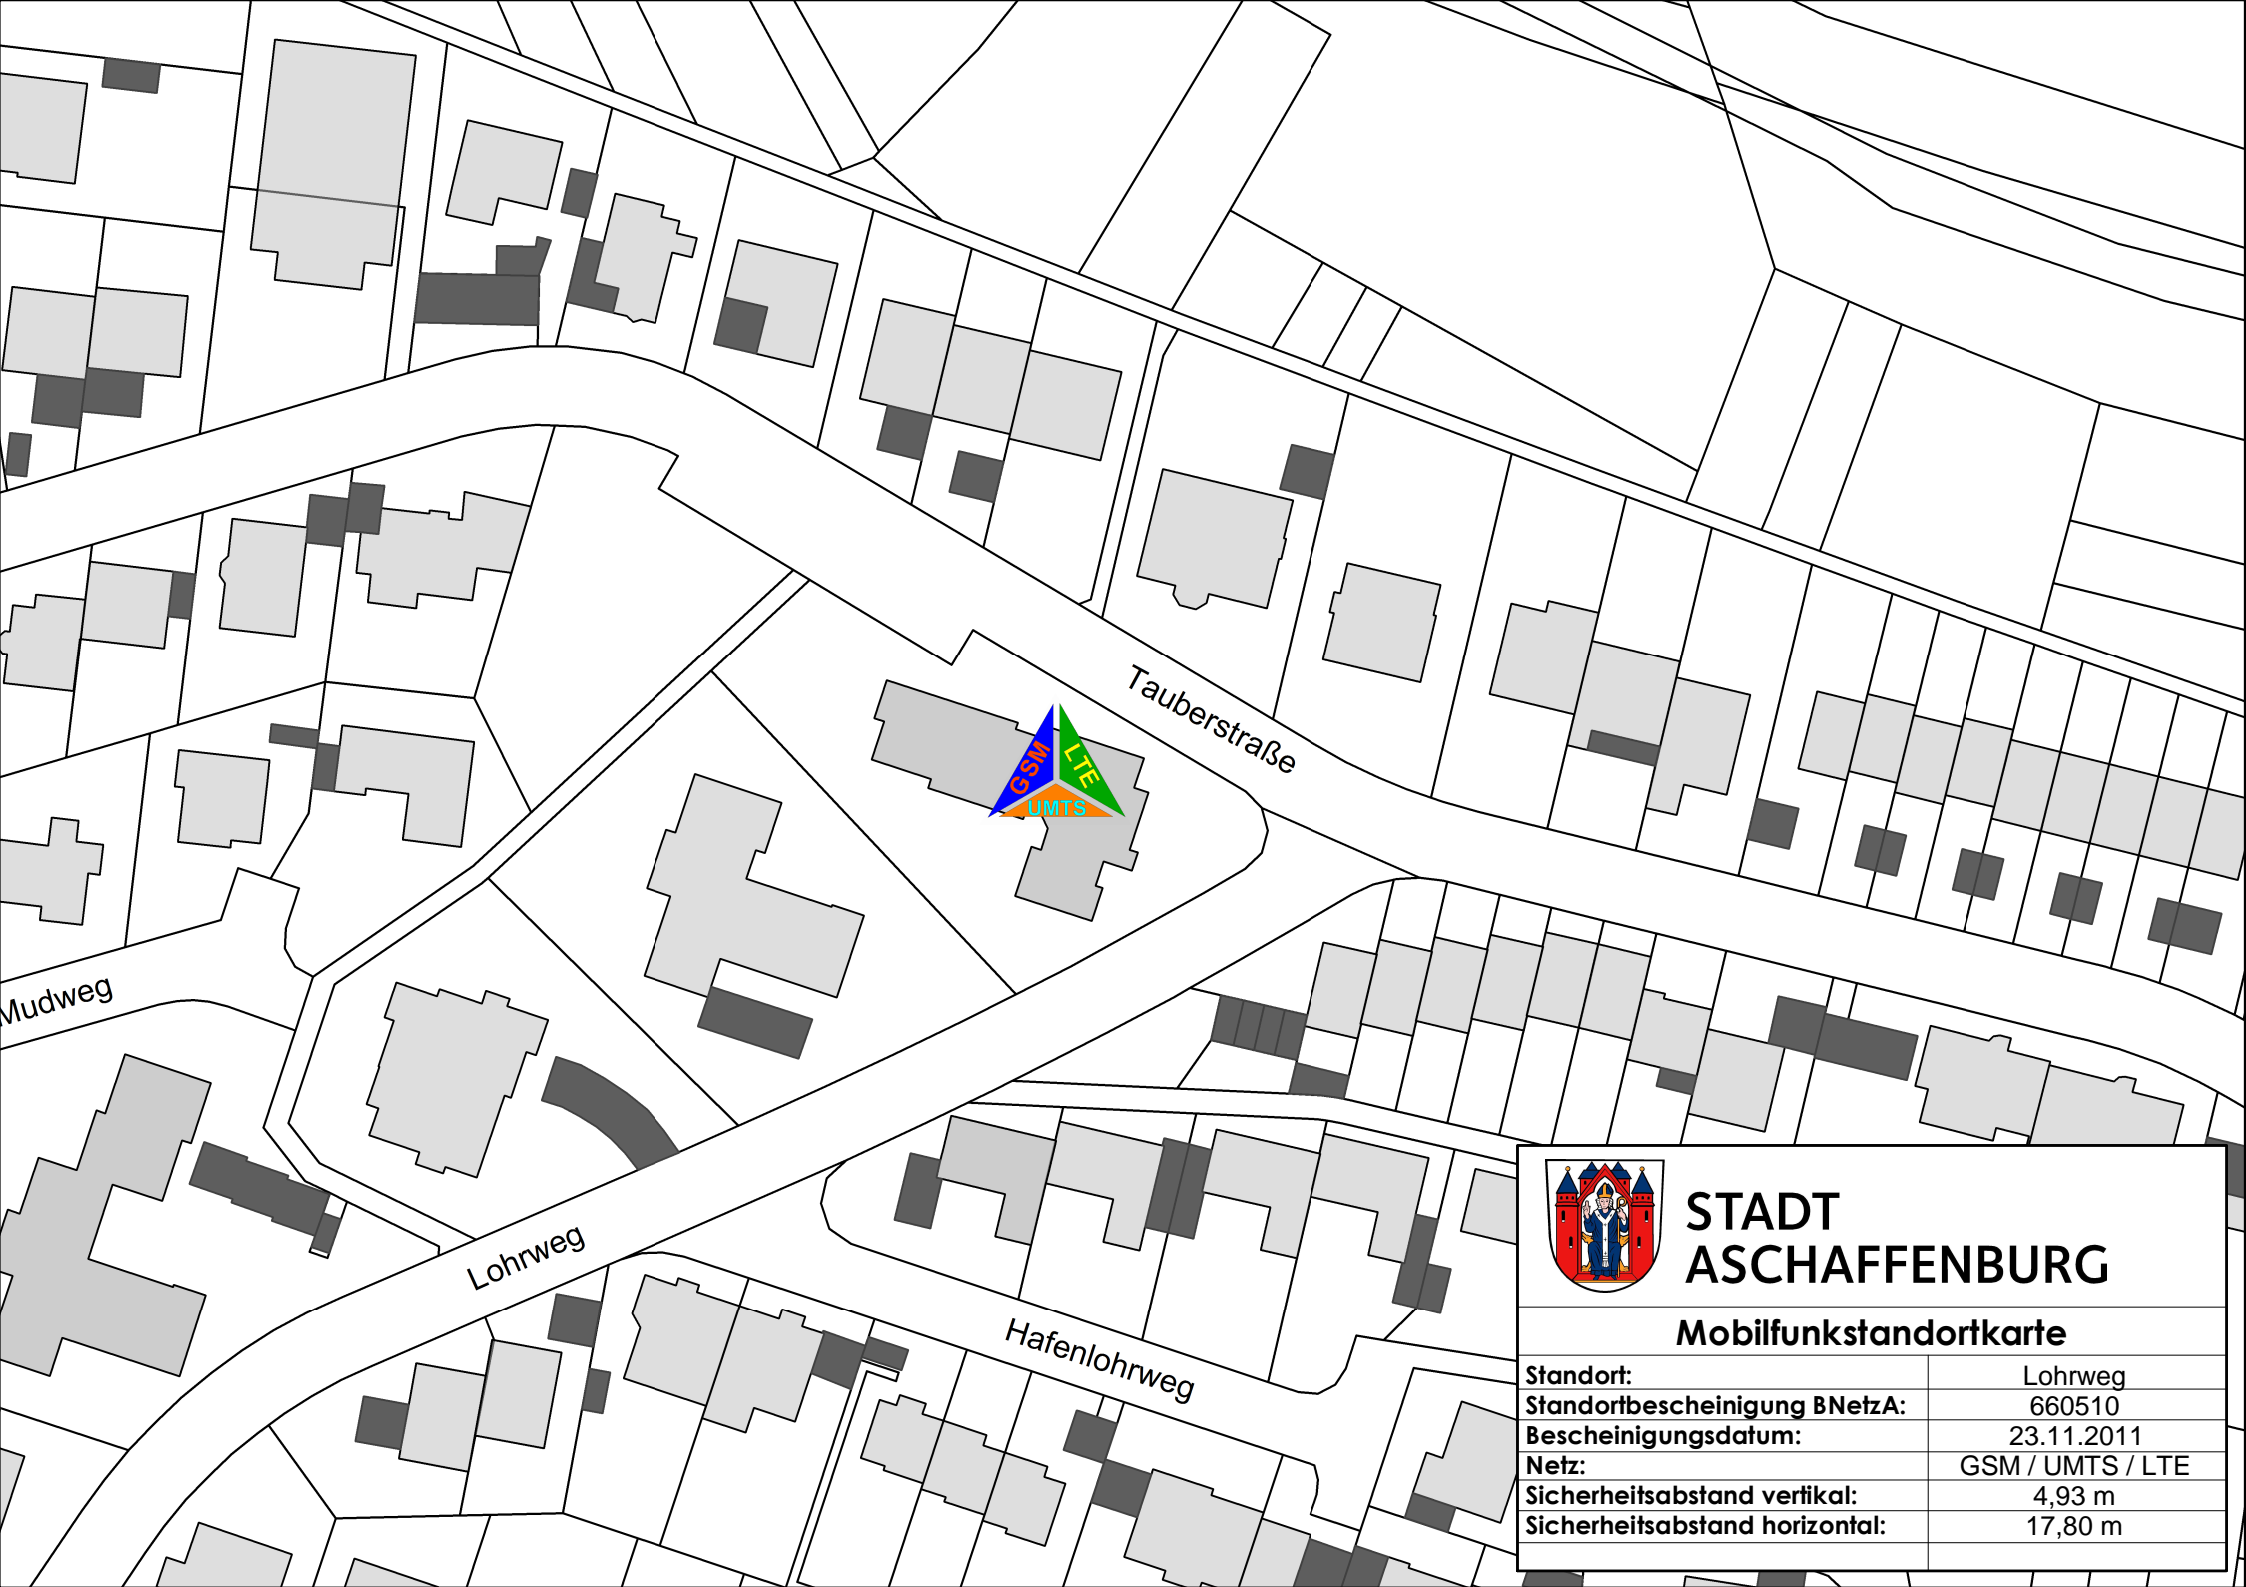 Tauberstraße
GSM
LTE
UMTS
Mudweg
Lohrweg
Hafenlohrweg
STADT
ASCHAFFENBURG
Mobilfunkstandortkarte
Standort: Lohrweg
Standortbescheinigung BNetzA: 660510
Bescheinigungsdatum: 23.11.2011
Netz: GSM / UMTS / LTE
Sicherheitsabstand vertikal: 4,93 m
Sicherheitsabstand horizontal: 17,80 m